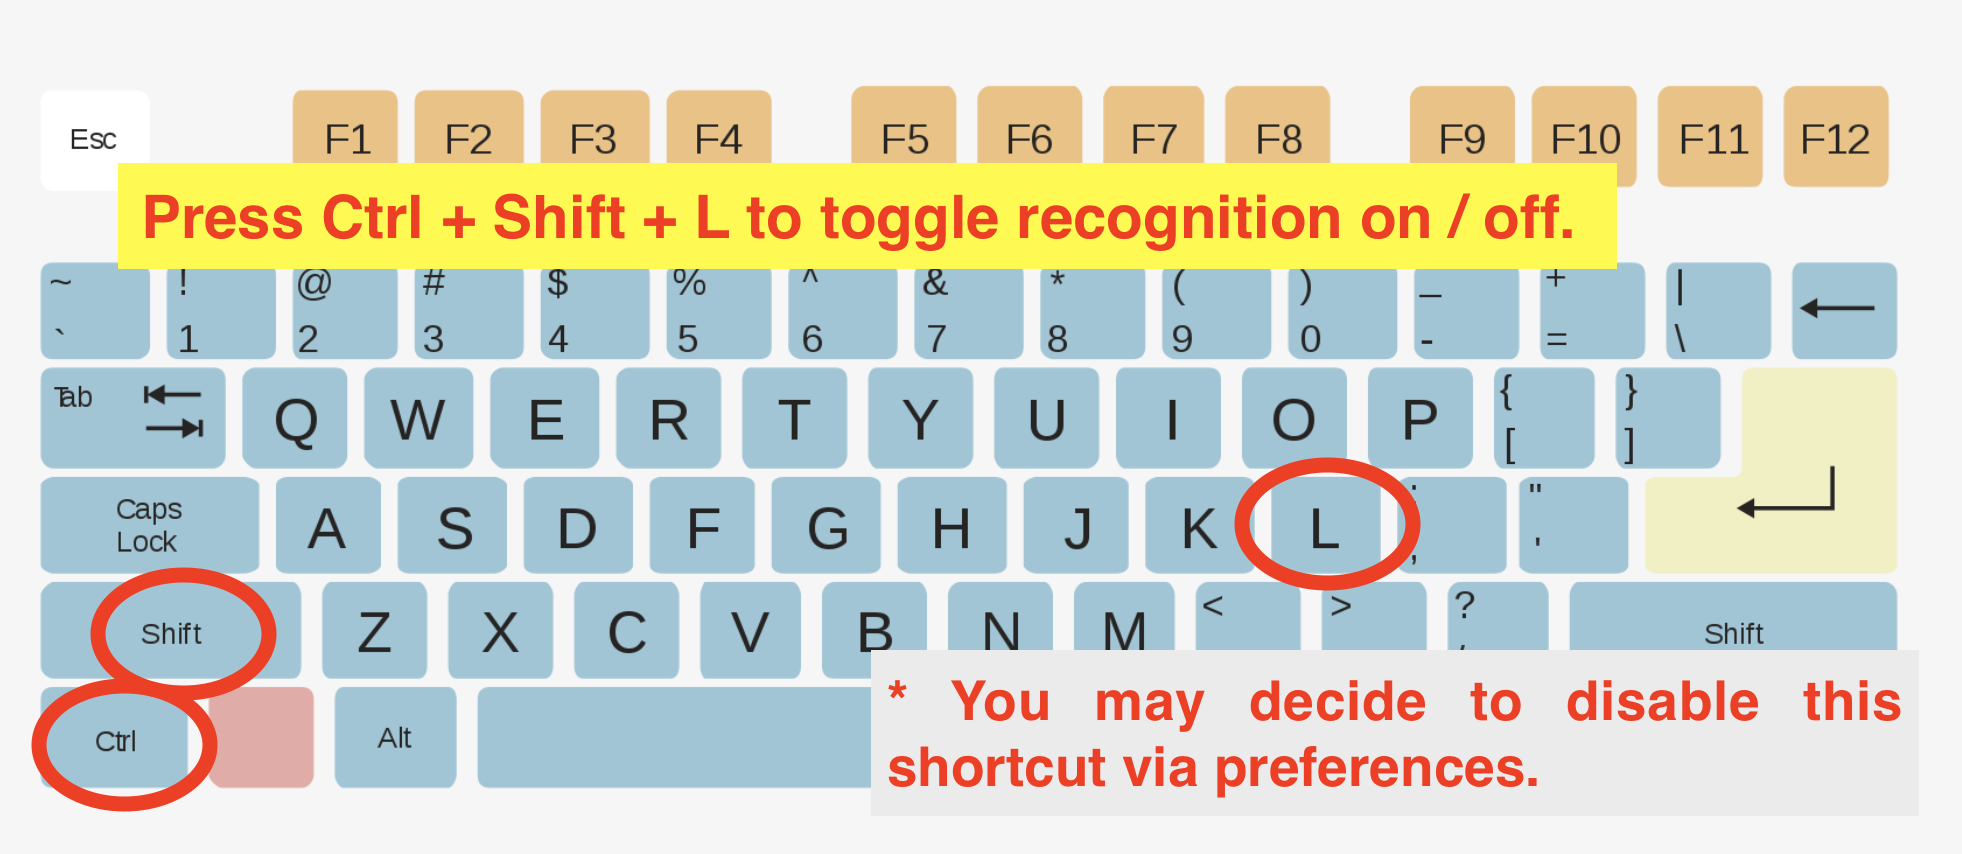 Esc F1 F2 F3 F4 F5 F6 F7 F8 F9 F10 F11 F12
Press Ctrl + Shift + L to toggle recognition on / off.
~ ! @ # $ % ^ & * ( ) _ + |
` 1 2 3 4 5 6 7 8 9 0 - = \
Tab Q W E R T Y U I O P { }
[ ]
Caps
Lock
A S D F G H J K L ; "
'
Shift Z X C V B N M < > ? Shift
Ctrl Alt
* You may decide to disable this
shortcut via preferences.